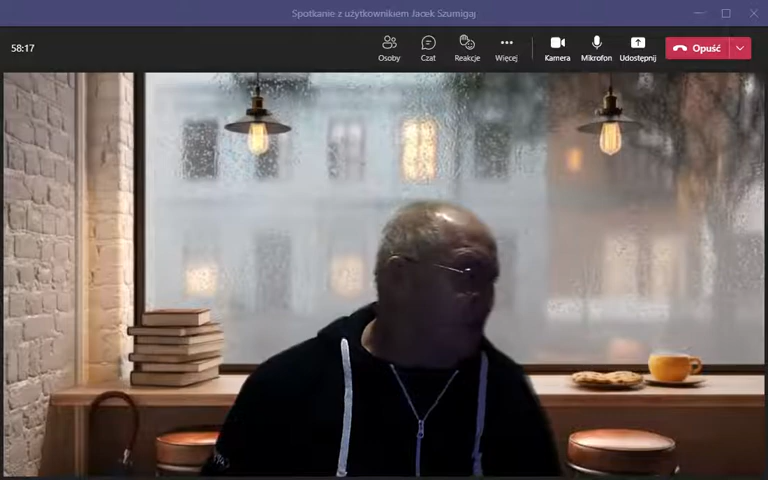 Spotkanie z użytkownikiem Jacek Szumigaj
58:17
Osoby
Czat
Reakcje
Więcej
Kamera
Mikrofon
Udostępnij
Opuść